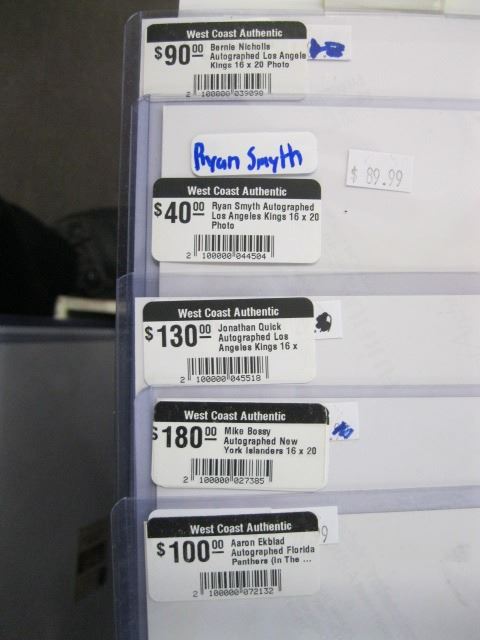 West Coast Authentic
$90.00 Bernie Nicholls
Autographed Los Angele
Kings 16 x 20 Photo
2 100000 039098
Ryan Smyth
$ 89.99
West Coast Authentic
$40.00 Ryan Smyth Autographed
Los Angeles Kings 16 x 20
Photo
2 100000 044504
West Coast Authentic
$130.00 Jonathan Quick
Autographed Los
Angeles Kings 16 x
2 100000 045518
West Coast Authentic
$180.00 Mike Bossy
Autographed New
York Islanders 16 x 20
2 100000 027385
West Coast Authentic
9
$100.00 Aaron Ekblad
Autographed Florida
Panthers (In The ...
2 100000 072132